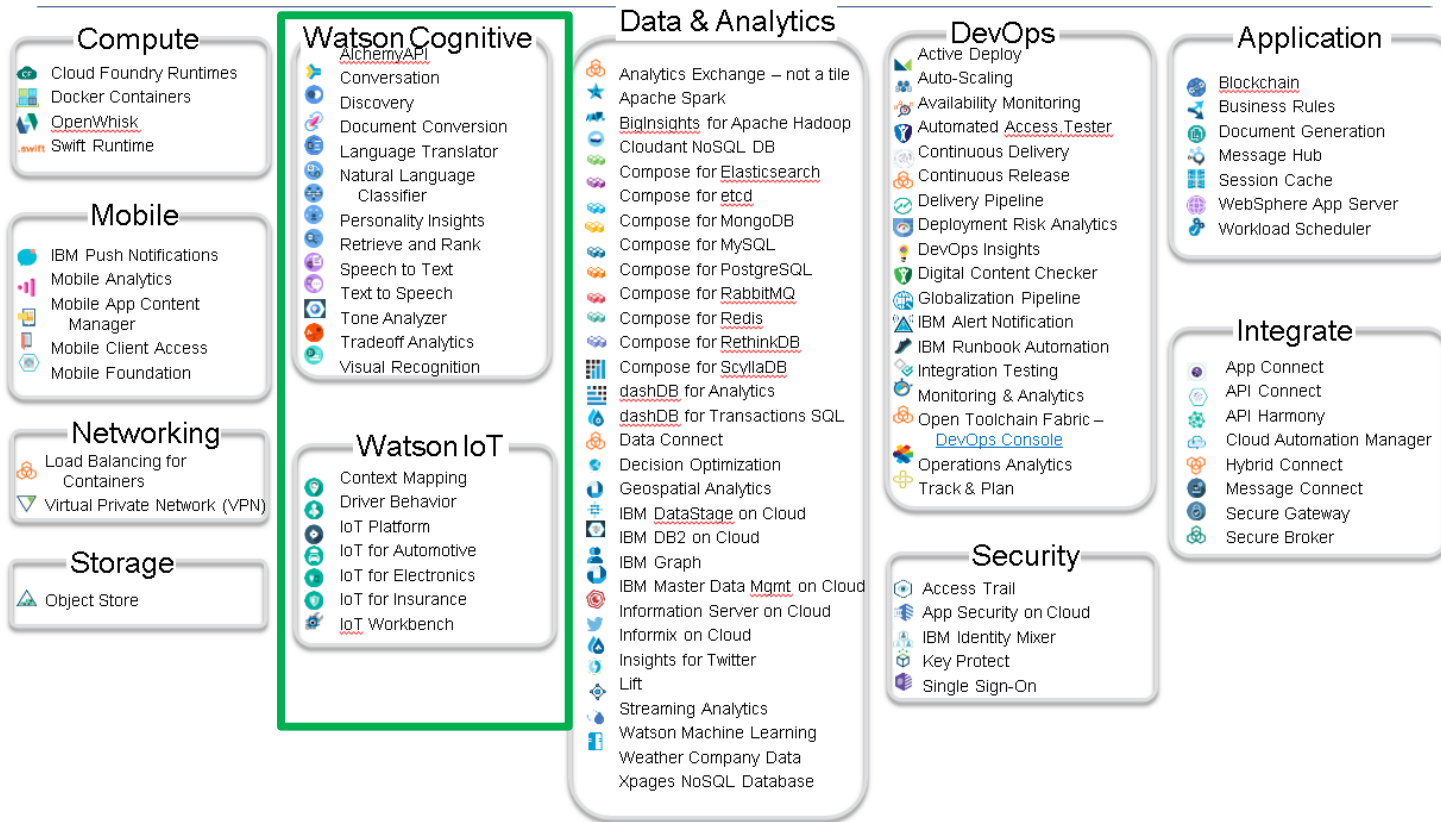 Compute
CF
Cloud Foundry Runtimes
Docker Containers
OpenWhisk
.swift Swift Runtime
Mobile
IBM Push Notifications
Mobile Analytics
Mobile App Content
Manager
Mobile Client Access
Mobile Foundation
Networking
Load Balancing for
Containers
Virtual Private Network (VPN)
Storage
Object Store
Watson Cognitive
AlchemyAPI
Conversation
Discovery
Document Conversion
Language Translator
Natural Language
Classifier
Personality Insights
Retrieve and Rank
Speech to Text
Text to Speech
Tone Analyzer
Tradeoff Analytics
Visual Recognition
Watson IoT
Context Mapping
Driver Behavior
IoT Platform
IoT for Automotive
IoT for Electronics
IoT for Insurance
IoT Workbench
Data & Analytics
Analytics Exchange – not a tile
Apache Spark
BigInsights for Apache Hadoop
Cloudant NoSQL DB
Compose for Elasticsearch
Compose for etcd
Compose for MongoDB
Compose for MySQL
Compose for PostgreSQL
Compose for RabbitMQ
Compose for Redis
Compose for RethinkDB
Compose for ScyllaDB
dashDB for Analytics
dashDB for Transactions SQL
Data Connect
Decision Optimization
Geospatial Analytics
IBM DataStage on Cloud
IBM DB2 on Cloud
IBM Graph
IBM Master Data Mgmt on Cloud
Information Server on Cloud
Informix on Cloud
Insights for Twitter
Lift
Streaming Analytics
Watson Machine Learning
Weather Company Data
Xpages NoSQL Database
DevOps
Active Deploy
Auto-Scaling
Availability Monitoring
Automated Access.Tester
Continuous Delivery
Continuous Release
Delivery Pipeline
Deployment Risk Analytics
DevOps Insights
Digital Content Checker
Globalization Pipeline
IBM Alert Notification
IBM Runbook Automation
Integration Testing
Monitoring & Analytics
Open Toolchain Fabric –
DevOps Console
Operations Analytics
Track & Plan
Security
Access Trail
App Security on Cloud
IBM Identity Mixer
Key Protect
Single Sign-On
Application
Blockchain
Business Rules
Document Generation
Message Hub
Session Cache
WebSphere App Server
Workload Scheduler
Integrate
App Connect
API Connect
API Harmony
Cloud Automation Manager
Hybrid Connect
Message Connect
Secure Gateway
Secure Broker